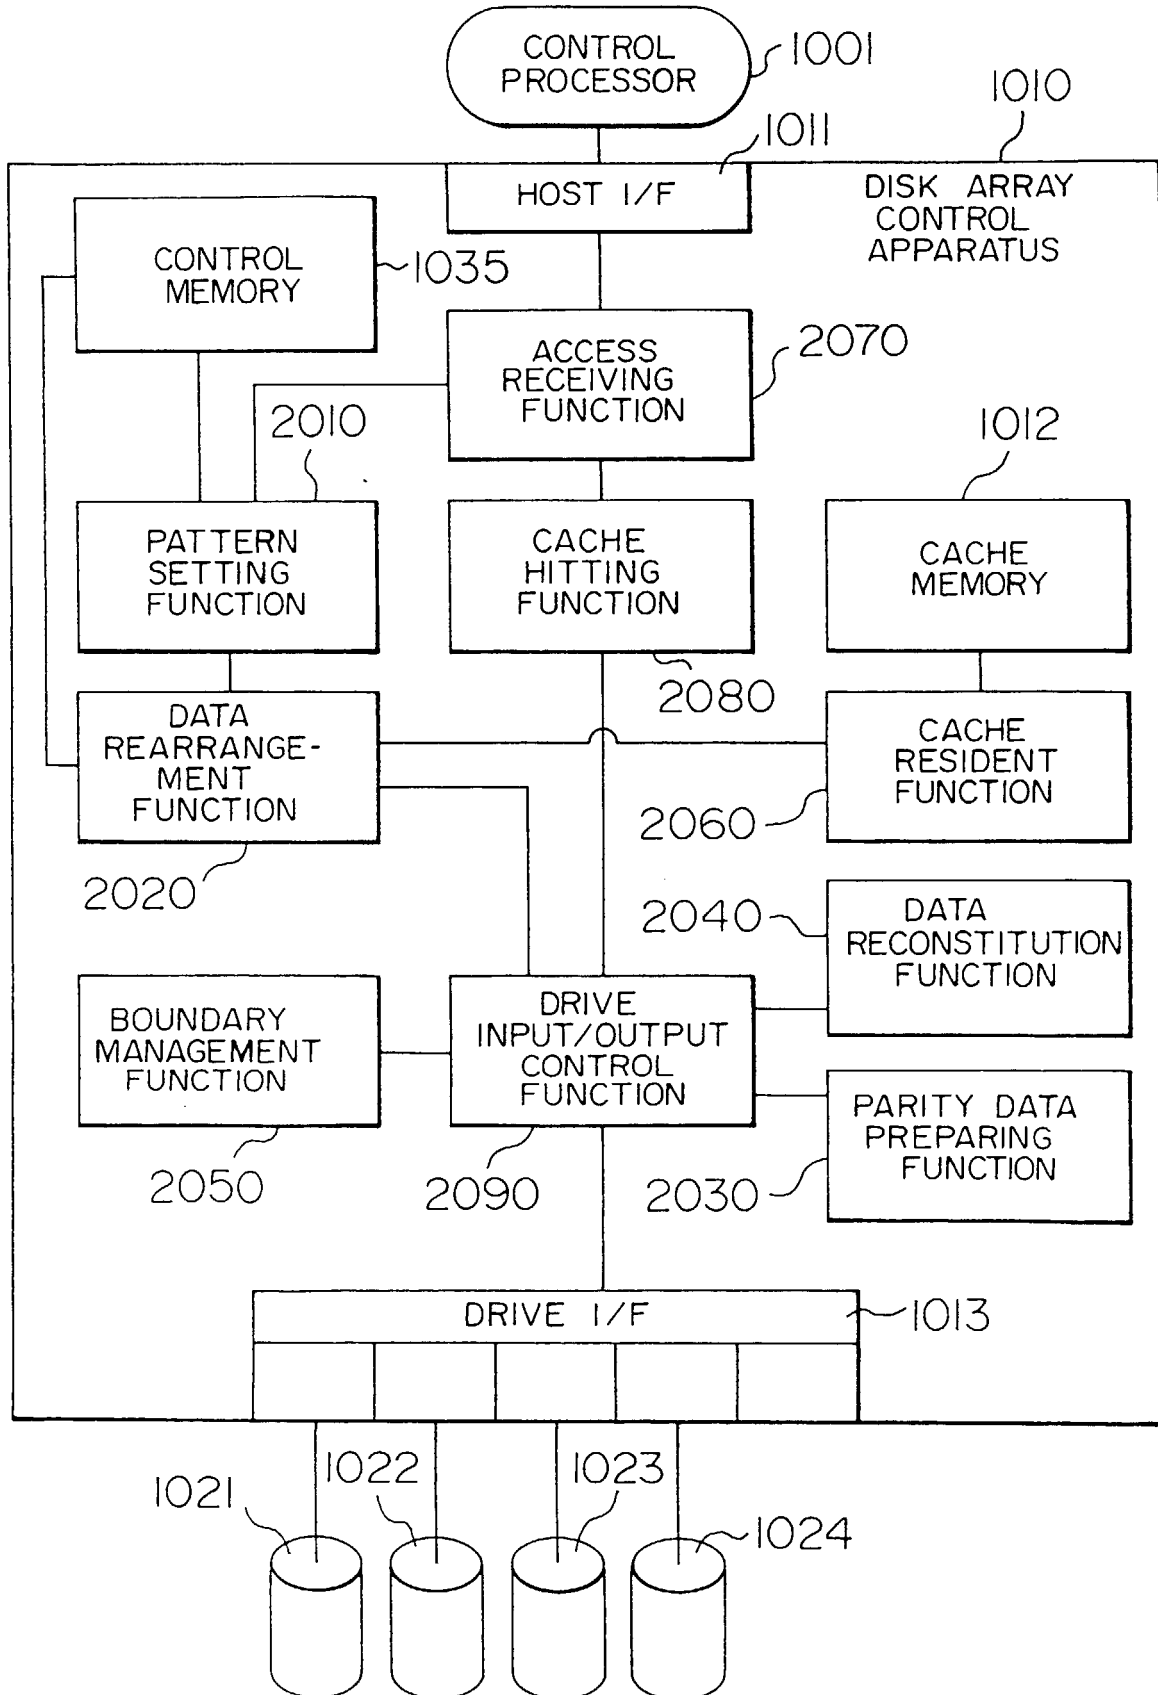 CONTROL
PROCESSOR
1001
1010
1011
HOST I/F
DISK ARRAY
CONTROL
APPARATUS
CONTROL
MEMORY
1035
ACCESS
RECEIVING
FUNCTION
2070
2010
1012
PATTERN
SETTING
FUNCTION
CACHE
HITTING
FUNCTION
CACHE
MEMORY
2080
DATA
REARRANGE-
MENT
FUNCTION
CACHE
RESIDENT
FUNCTION
2060
2020
2040
DATA
RECONSTITUTION
FUNCTION
BOUNDARY
MANAGEMENT
FUNCTION
DRIVE
INPUT/OUTPUT
CONTROL
FUNCTION
PARITY DATA
PREPARING
FUNCTION
2050
2090
2030
DRIVE I/F
1013
1021
1022
1023
1024